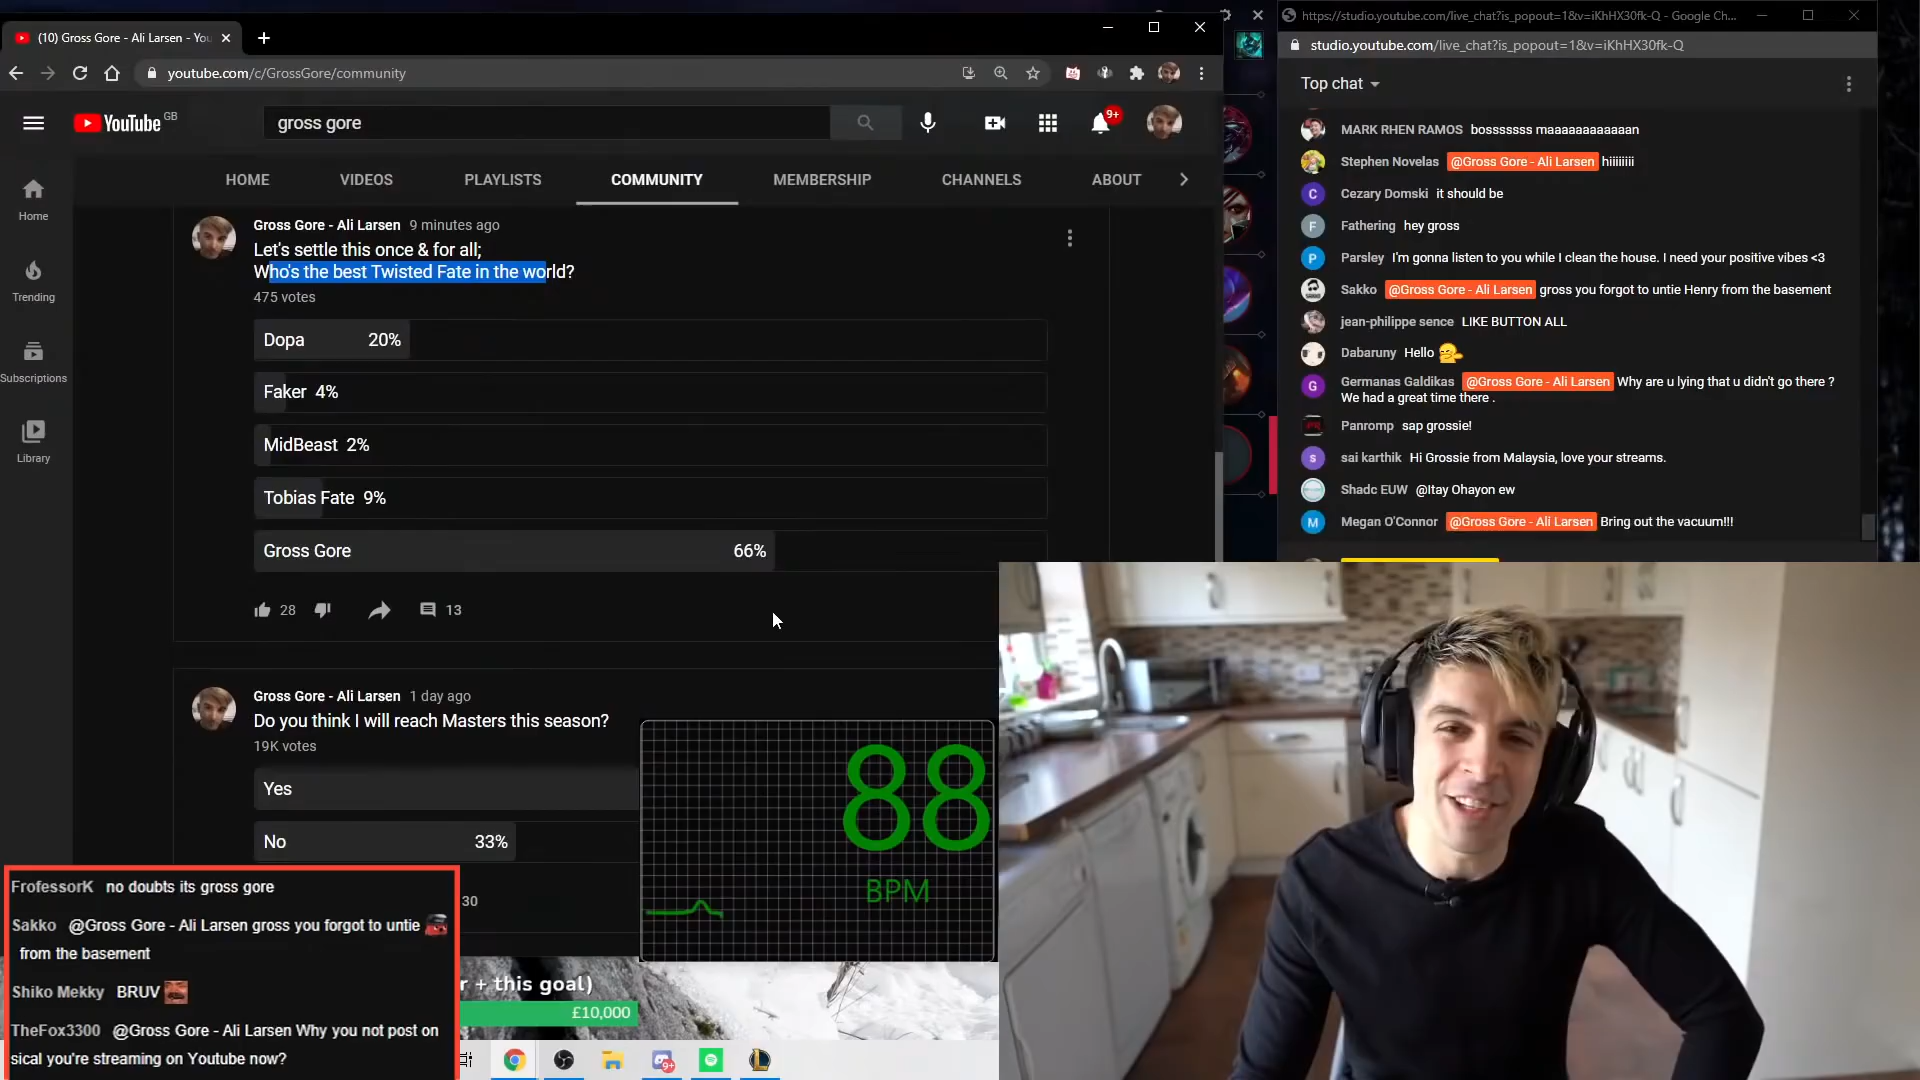 (10) Gross Gore - Ali Larsen - You
youtube.com/c/GrossGore/community
YouTube GB
gross gore
9+
HOME VIDEOS PLAYLISTS COMMUNITY MEMBERSHIP CHANNELS ABOUT
Home
Trending
Subscriptions
Library
Gross Gore - Ali Larsen 9 minutes ago
Let's settle this once & for all;
Who's the best Twisted Fate in the world?
475 votes
Dopa 20%
Faker 4%
MidBeast 2%
Tobias Fate 9%
Gross Gore 66%
28 13
Gross Gore - Ali Larsen 1 day ago
Do you think I will reach Masters this season?
19K votes
Yes
No 33%
30
88
BPM
r + this goal)
£10,000
FrofessorK no doubts its gross gore
Sakko @Gross Gore - Ali Larsen gross you forgot to untie
from the basement
Shiko Mekky BRUV
TheFox3300 @Gross Gore - Ali Larsen Why you not post on
sical you're streaming on Youtube now?
9+
https://studio.youtube.com/live_chat?is_popout=1&v=iKhHX30fk-Q - Google Ch...
studio.youtube.com/live_chat?is_popout=1&v=iKhHX30fk-Q
Top chat
MARK RHEN RAMOS bosssssss maaaaaaaaaaaan
Stephen Novelas @Gross Gore - Ali Larsen hiiiiiiii
C Cezary Domski it should be
F Fathering hey gross
P Parsley I'm gonna listen to you while I clean the house. I need your positive vibes <3
Sakko @Gross Gore - Ali Larsen gross you forgot to untie Henry from the basement
jean-philippe sence LIKE BUTTON ALL
Dabaruny Hello
G Germanas Galdikas @Gross Gore - Ali Larsen Why are u lying that u didn't go there ?
We had a great time there .
Panromp sap grossie!
s sai karthik Hi Grossie from Malaysia, love your streams.
Shadc EUW @Itay Ohayon ew
M Megan O'Connor @Gross Gore - Ali Larsen Bring out the vacuum!!!